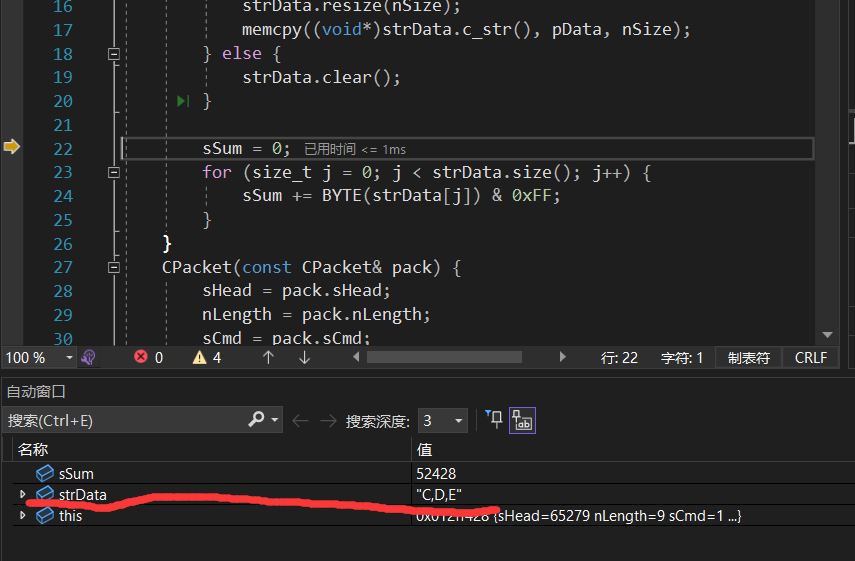 16 strData.resize(nSize);
17 memcpy((void*)strData.c_str(), pData, nSize);
18 } else {
19 strData.clear();
20 }
21
22 sSum = 0; 已用时间 <= 1ms
23 for (size_t j = 0; j < strData.size(); j++) {
24 sSum += BYTE(strData[j]) & 0xFF;
25 }
26 }
27 CPacket(const CPacket& pack) {
28 sHead = pack.sHead;
29 nLength = pack.nLength;
30 sCmd = pack.sCmd;
100 % 0 4 行: 22 字符: 1 制表符 CRLF
自动窗口
搜索(Ctrl+E) 搜索深度: 3
名称 值
sSum 52428
strData "C,D,E"
this {sHead=65279 nLength=9 sCmd=1 ...}